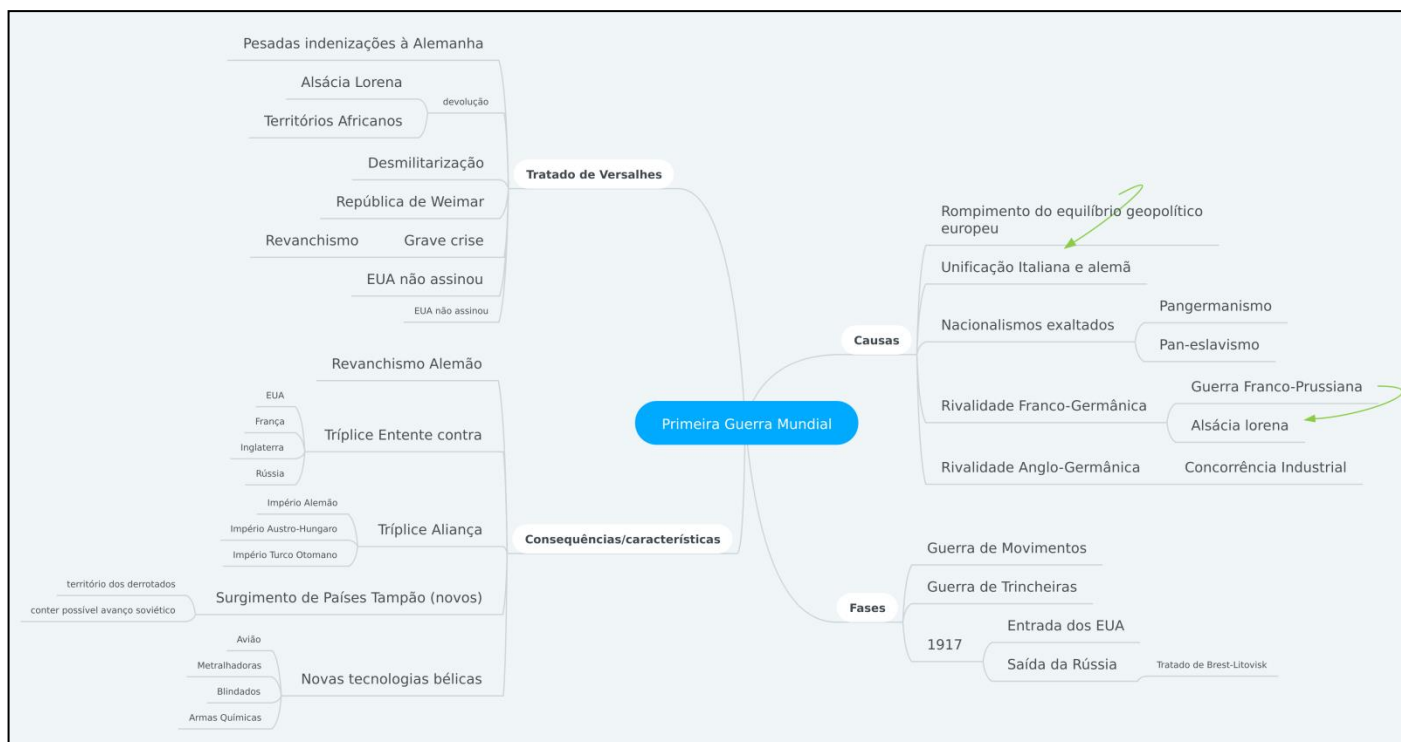 Primeira Guerra Mundial
Tratado de Versalhes
Pesadas indenizações à Alemanha
devolução
Alsácia Lorena
Territórios Africanos
Desmilitarização
República de Weimar
Grave crise
Revanchismo
EUA não assinou
EUA não assinou
Consequências/características
Revanchismo Alemão
Tríplice Entente contra
EUA
França
Inglaterra
Rússia
Tríplice Aliança
Império Alemão
Império Austro-Hungaro
Império Turco Otomano
Surgimento de Países Tampão (novos)
território dos derrotados
conter possível avanço soviético
Novas tecnologias bélicas
Avião
Metralhadoras
Blindados
Armas Químicas
Causas
Rompimento do equilíbrio geopolítico
europeu
Unificação Italiana e alemã
Nacionalismos exaltados
Pangermanismo
Pan-eslavismo
Rivalidade Franco-Germânica
Guerra Franco-Prussiana
Alsácia lorena
Rivalidade Anglo-Germânica
Concorrência Industrial
Fases
Guerra de Movimentos
Guerra de Trincheiras
1917
Entrada dos EUA
Saída da Rússia
Tratado de Brest-Litovisk